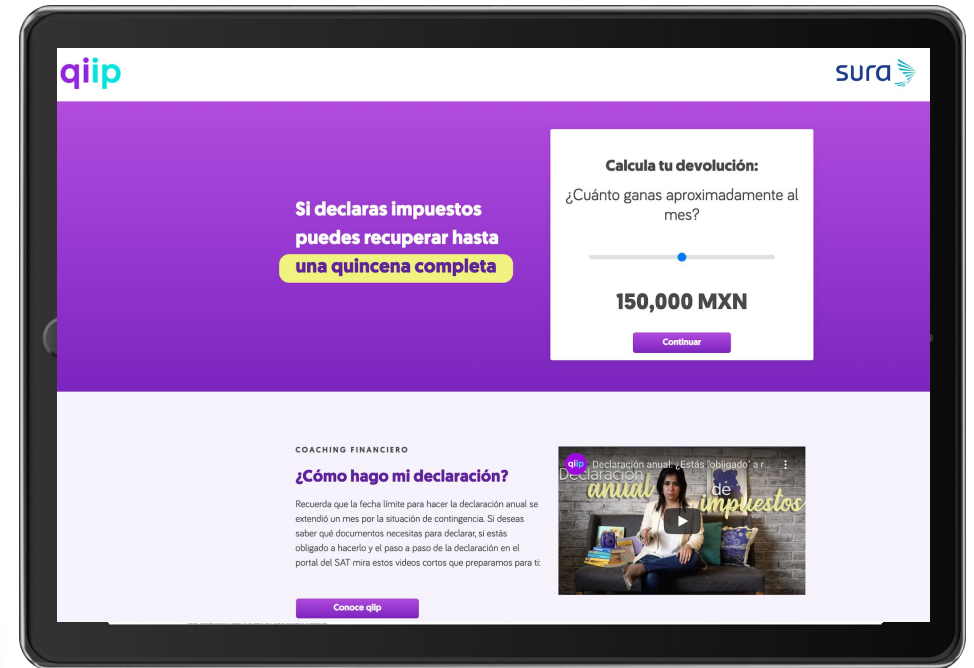 qiip
sura
Si declaras impuestos
puedes recuperar hasta
una quincena completa
Calcula tu devolución:
¿Cuánto ganas aproximadamente al
mes?
150,000 MXN
Continuar
COACHING FINANCIERO
¿Cómo hago mi declaración?
Recuerda que la fecha límite para hacer la declaración anual se
extendió un mes por la situación de contingencia. Si deseas
saber qué documentos necesitas para declarar, si estás
obligado a hacerlo y el paso a paso de la declaración en el
portal del SAT mira estos videos cortos que preparamos para ti:
Conoce qiip
qiip
Declaración anual: ¿Estás "obligado" a r...
Declaración
anual de
impuestos